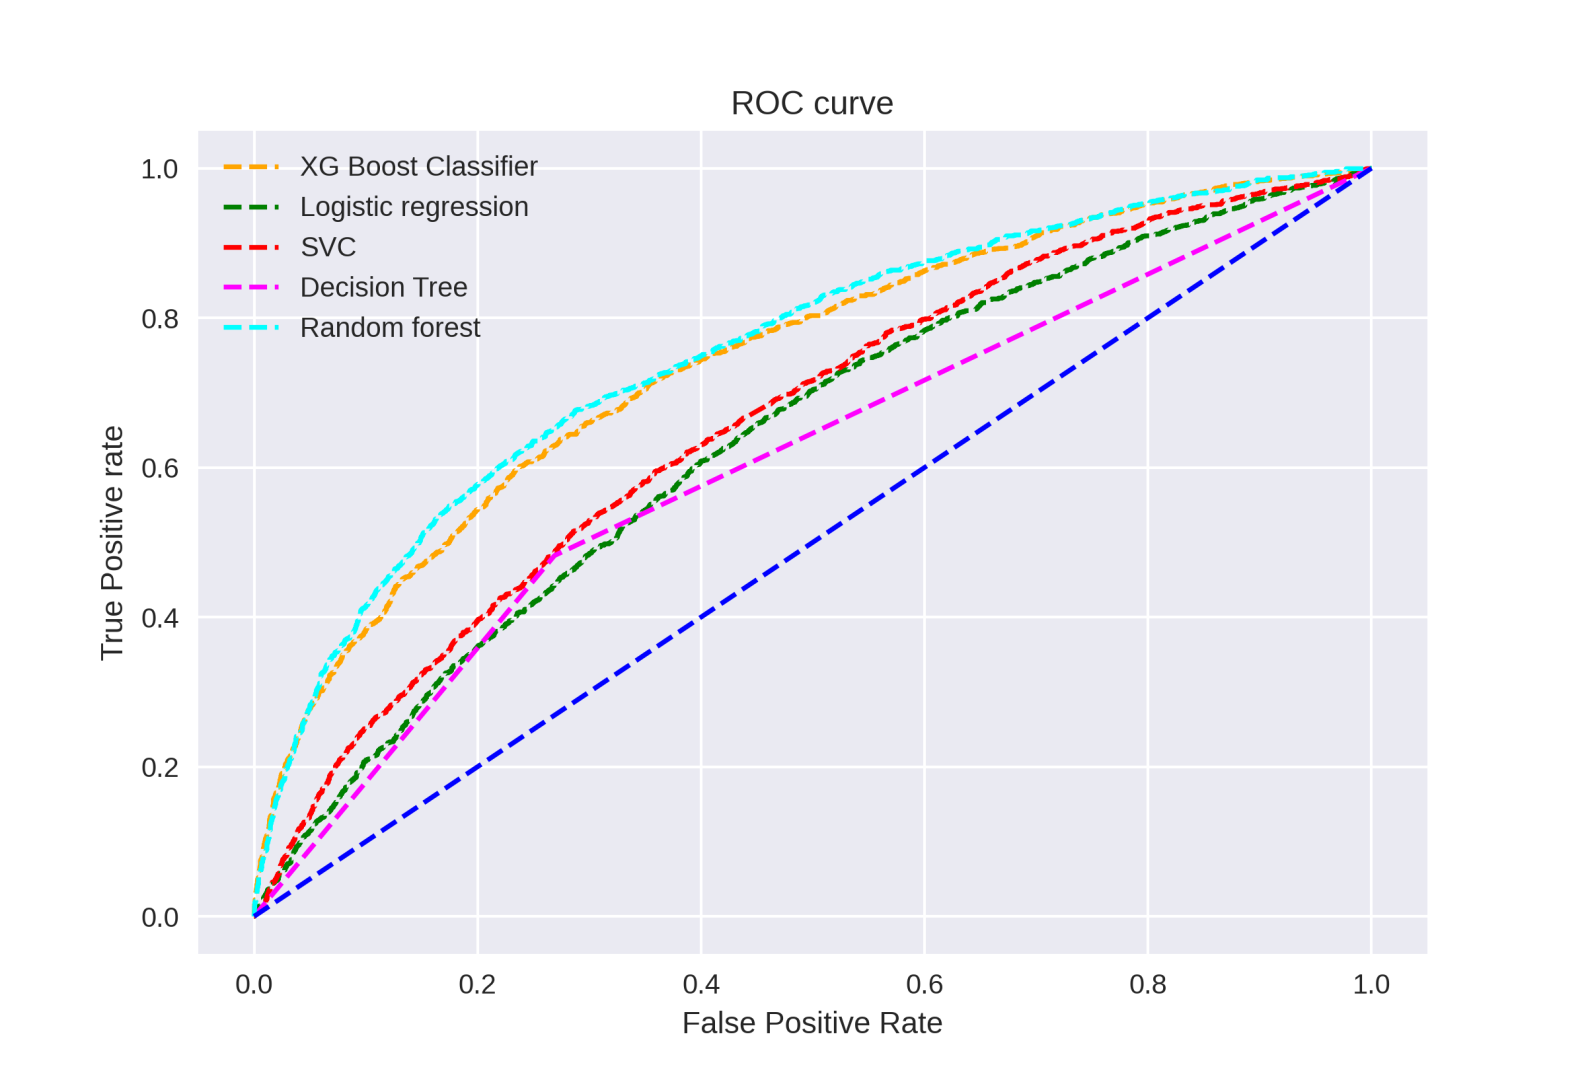 ROC curve
XG Boost Classifier
Logistic regression
SVC
Decision Tree
Random forest
True Positive rate
1.0
0.8
0.6
0.4
0.2
0.0
0.0 0.2 0.4 0.6 0.8 1.0
False Positive Rate